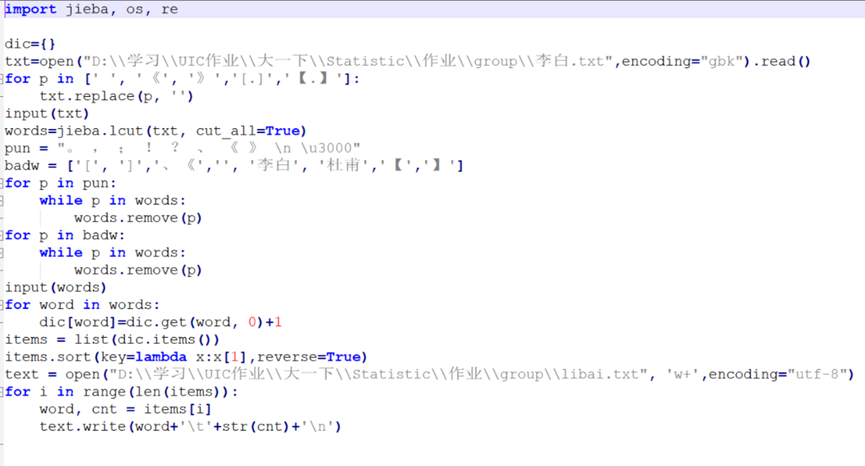 import jieba, os, re
dic={}
txt=open("D:\\学习\\UIC作业\\大一下\\Statistic\\作业\\group\\李白.txt",encoding="gbk").read()
for p in [' ', '《', '》','[.]','【.】']:
    txt.replace(p, '')
input(txt)
words=jieba.lcut(txt, cut_all=True)
pun = "。 , ; ! ? 、 《 》 \n \u3000"
badw = ['[', ']','、《','', '李白', '杜甫','【','】']
for p in pun:
    while p in words:
        words.remove(p)
for p in badw:
    while p in words:
        words.remove(p)
input(words)
for word in words:
    dic[word]=dic.get(word, 0)+1
items = list(dic.items())
items.sort(key=lambda x:x[1],reverse=True)
text = open("D:\\学习\\UIC作业\\大一下\\Statistic\\作业\\group\\libai.txt", 'w+',encoding="utf-8")
for i in range(len(items)):
    word, cnt = items[i]
    text.write(word+'\t'+str(cnt)+'\n')